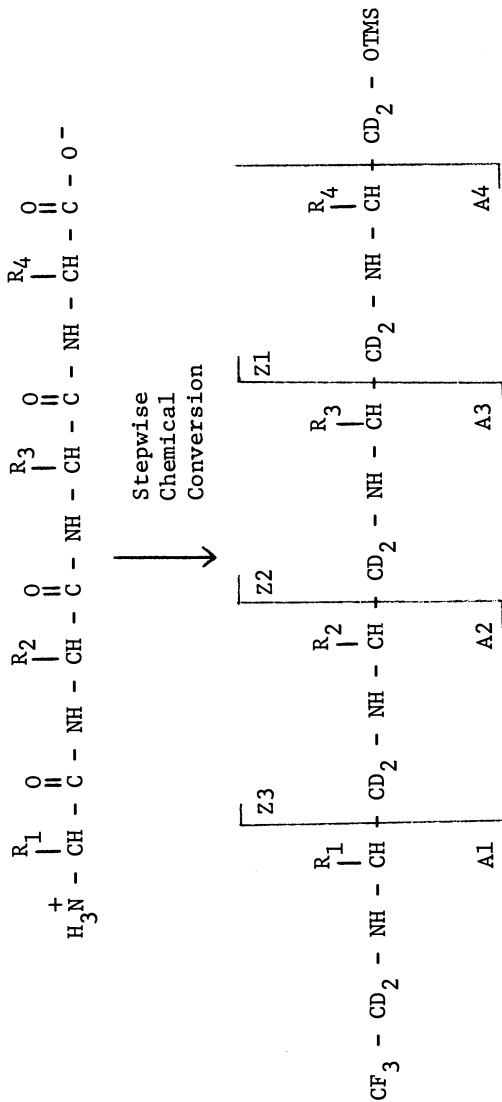 R1 R2 R3 R4
O O O O
H3N+ - CH - C - NH - CH - C - NH - CH - C - NH - CH - C - O-
Stepwise
Chemical
Conversion
Z3 Z2 Z1
R1 R2 R3 R4
CF3 - CD2 - NH - CH - CD2 - NH - CH - CD2 - NH - CH - CD2 - NH - CH - CD2 - OTMS
A1 A2 A3 A4